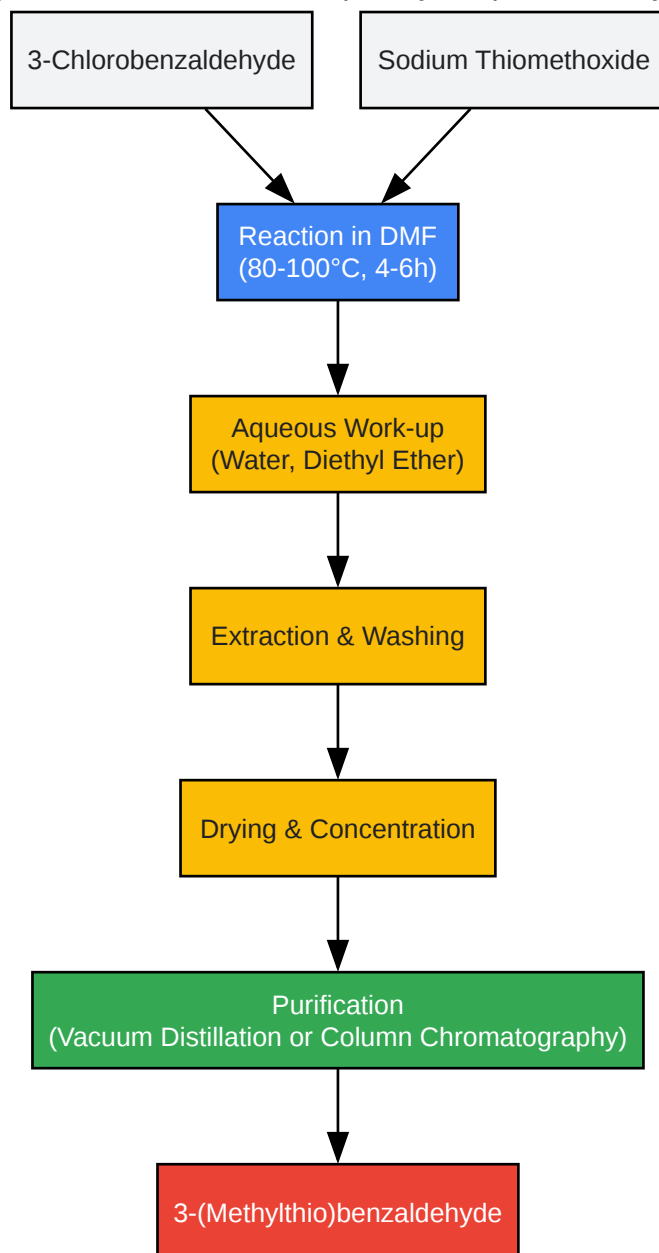 3-Chlorobenzaldehyde
Sodium Thiomethoxide
Reaction in DMF
(80-100°C, 4-6h)
Aqueous Work-up
(Water, Diethyl Ether)
Extraction & Washing
Drying & Concentration
Purification
(Vacuum Distillation or Column Chromatography)
3-(Methylthio)benzaldehyde